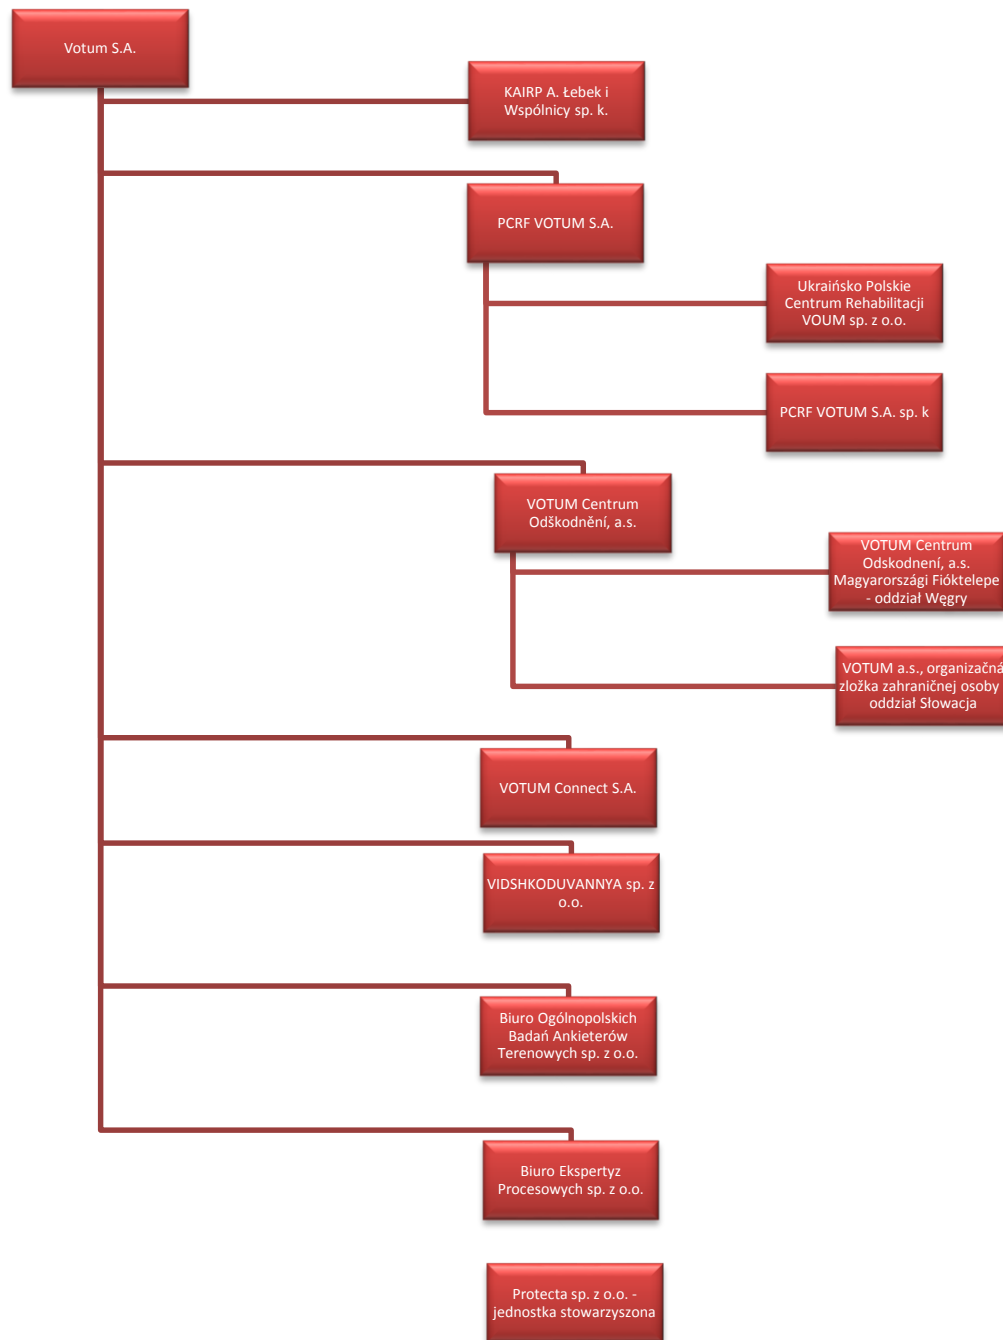 Votum S.A.
KAIRP A. Łebek i
Wspólnicy sp. k.
PCRF VOTUM S.A.
Ukraińsko Polskie
Centrum Rehabilitacji
VOUM sp. z o.o.
PCRF VOTUM S.A. sp. k
VOTUM Centrum
Odškodnění, a.s.
VOTUM Centrum
Odskodnení, a.s.
Magyarországi Fióktelepe
- oddział Węgry
VOTUM a.s., organizačná
zložka zahraničnej osoby
oddział Słowacja
VOTUM Connect S.A.
VIDSHKODUVANNYA sp. z
o.o.
Biuro Ogólnopolskich
Badań Ankieterów
Terenowych sp. z o.o.
Biuro Ekspertyz
Procesowych sp. z o.o.
Protecta sp. z o.o. -
jednostka stowarzyszona